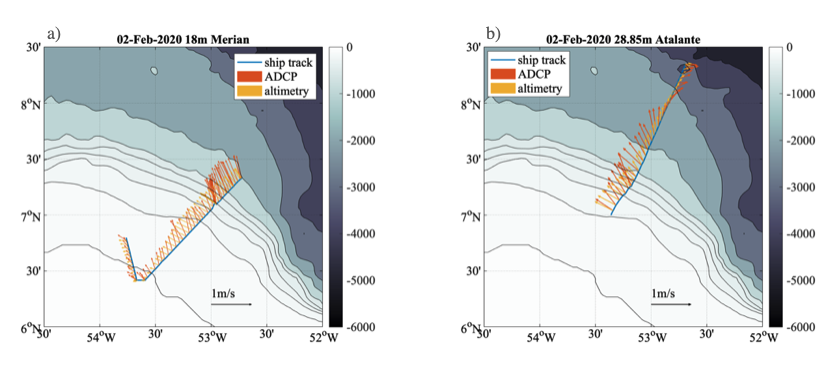 a)
02-Feb-2020 18m Merian
30'
8°N
30'
7°N
30'
6°N
30'
54°W
30'
53°W
30'
52°W
ship track
ADCP
altimetry
1m/s
0
-1000
-2000
-3000
-4000
-5000
-6000
b)
02-Feb-2020 28.85m Atalante
30'
8°N
30'
7°N
30'
6°N
30'
54°W
30'
53°W
30'
52°W
ship track
ADCP
altimetry
1m/s
0
-1000
-2000
-3000
-4000
-5000
-6000